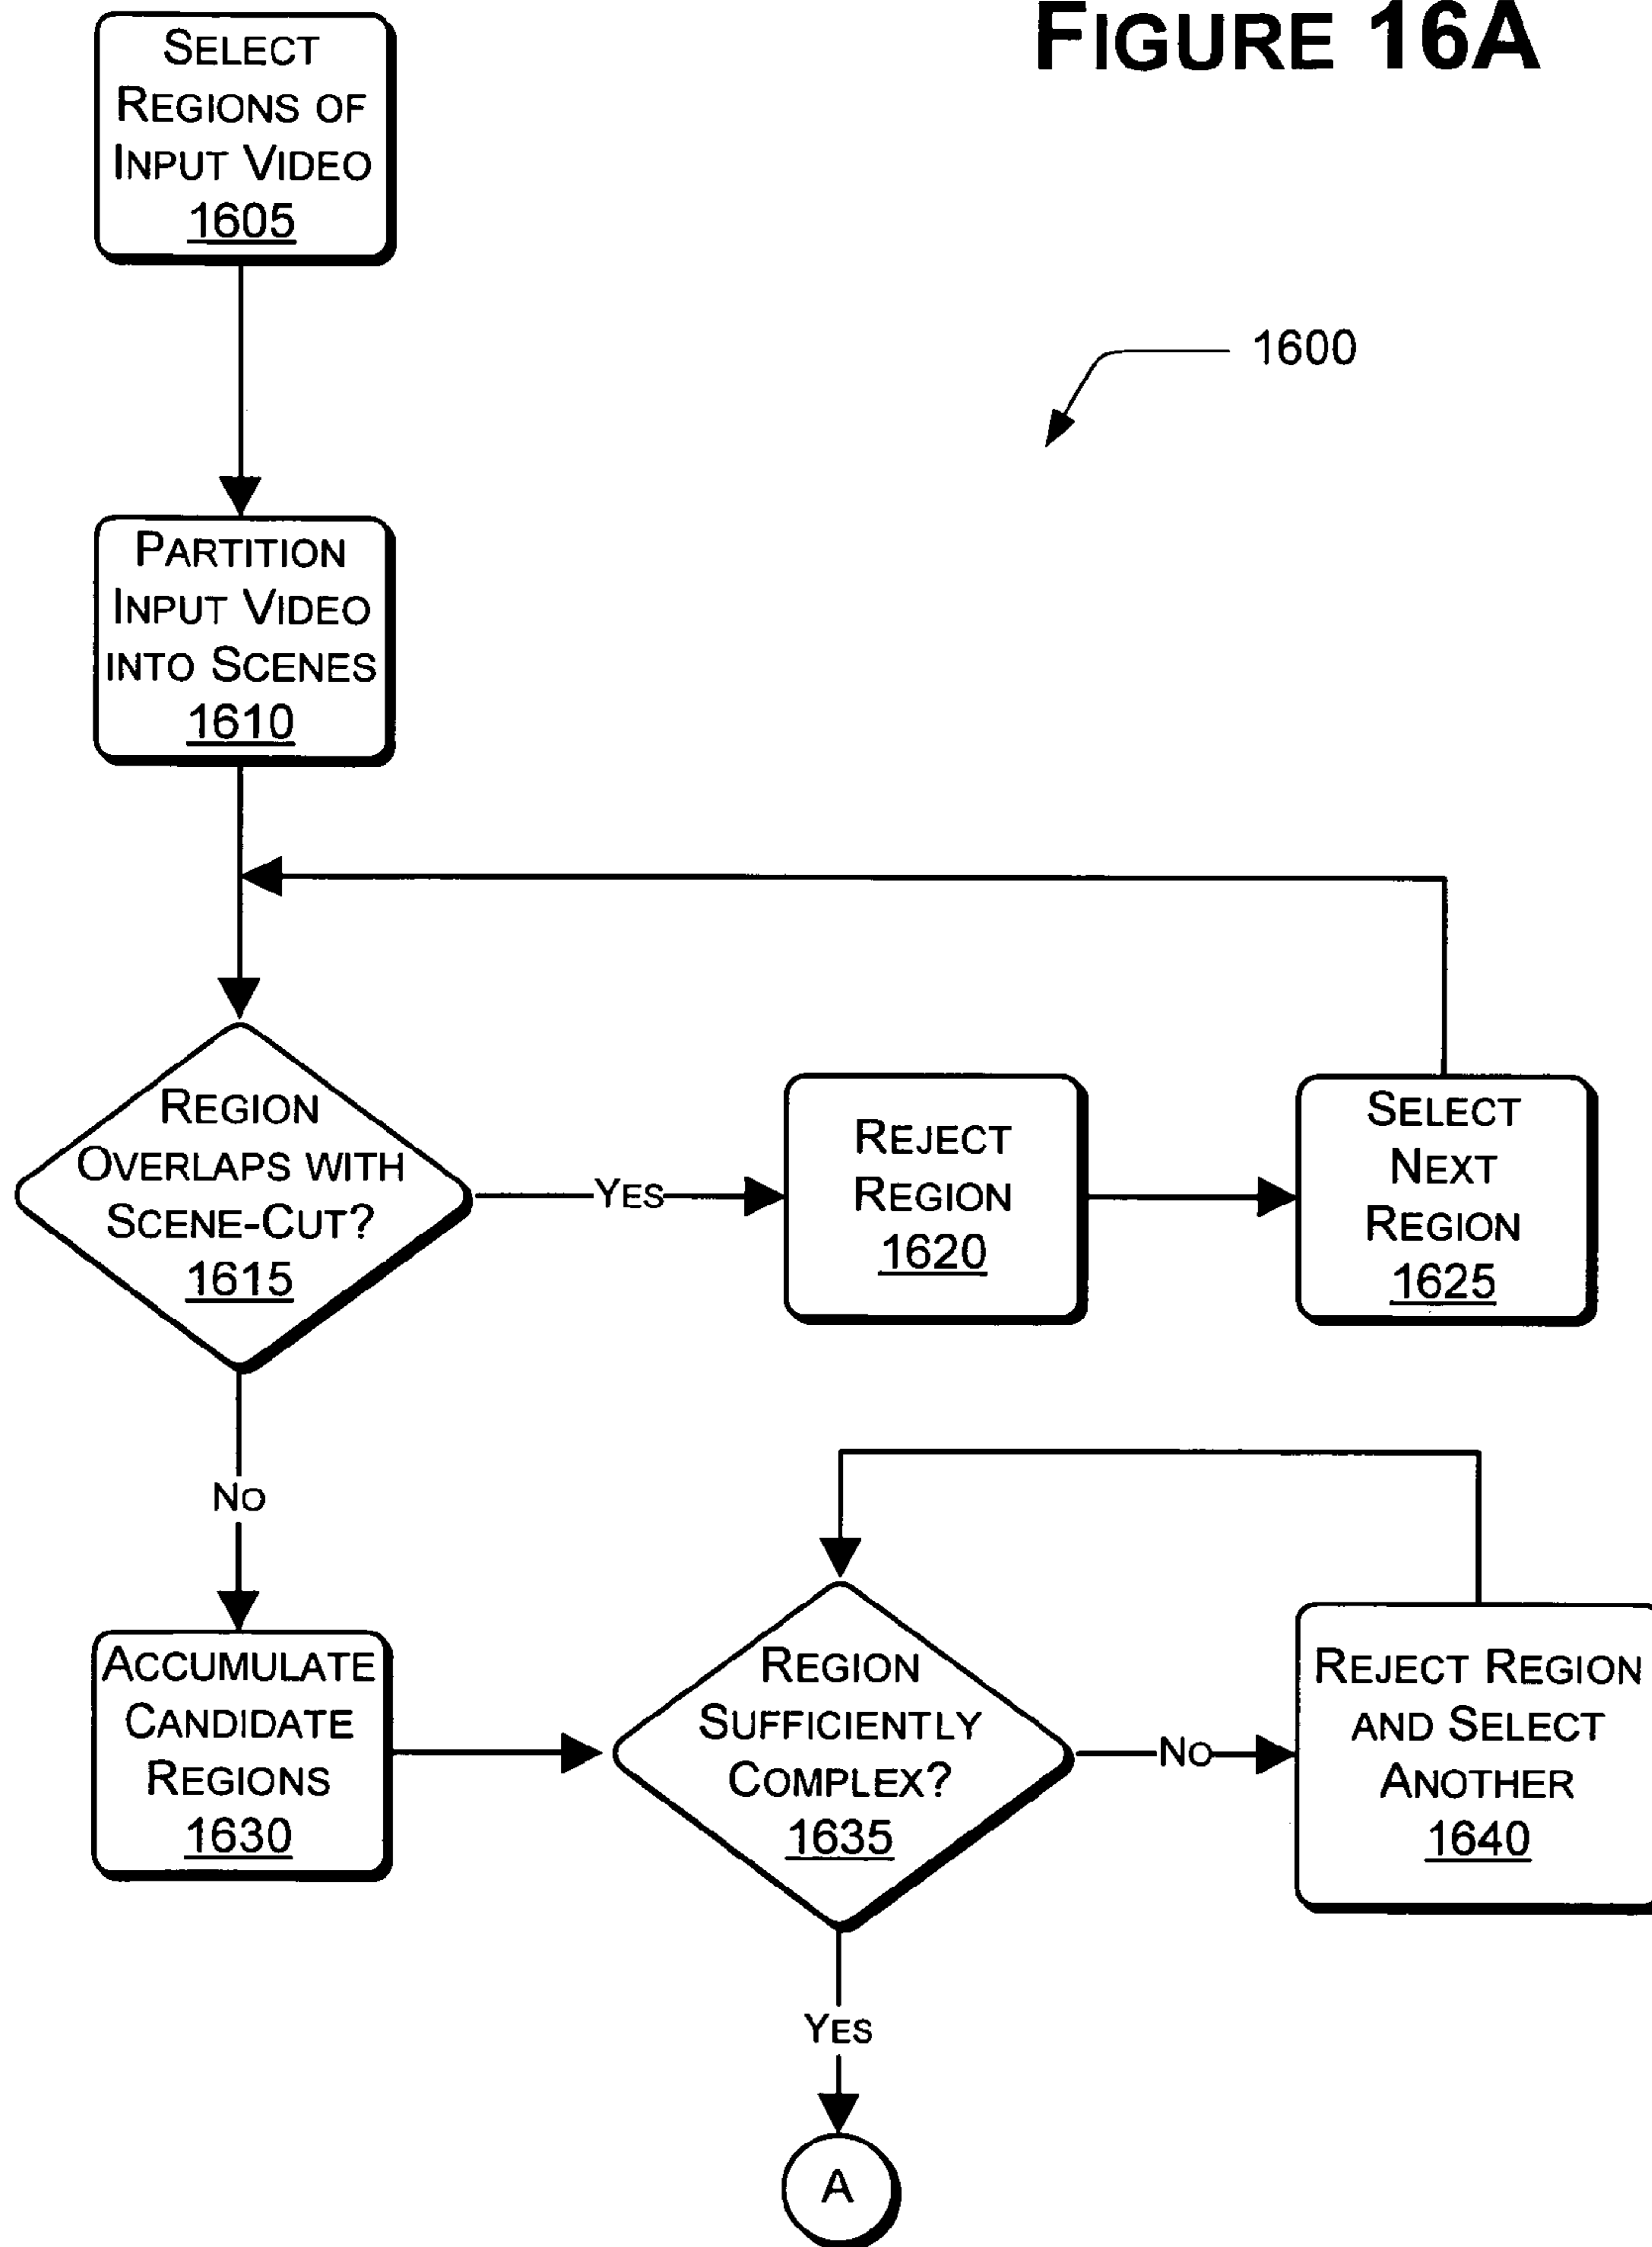 FIGURE 16A
SELECT
REGIONS OF
INPUT VIDEO
1605
1600
PARTITION
INPUT VIDEO
INTO SCENES
1610
REGION
OVERLAPS WITH
SCENE-CUT?
1615
YES
REJECT
REGION
1620
SELECT
NEXT
REGION
1625
NO
ACCUMULATE
CANDIDATE
REGIONS
1630
REGION
SUFFICIENTLY
COMPLEX?
1635
NO
REJECT REGION
AND SELECT
ANOTHER
1640
YES
A